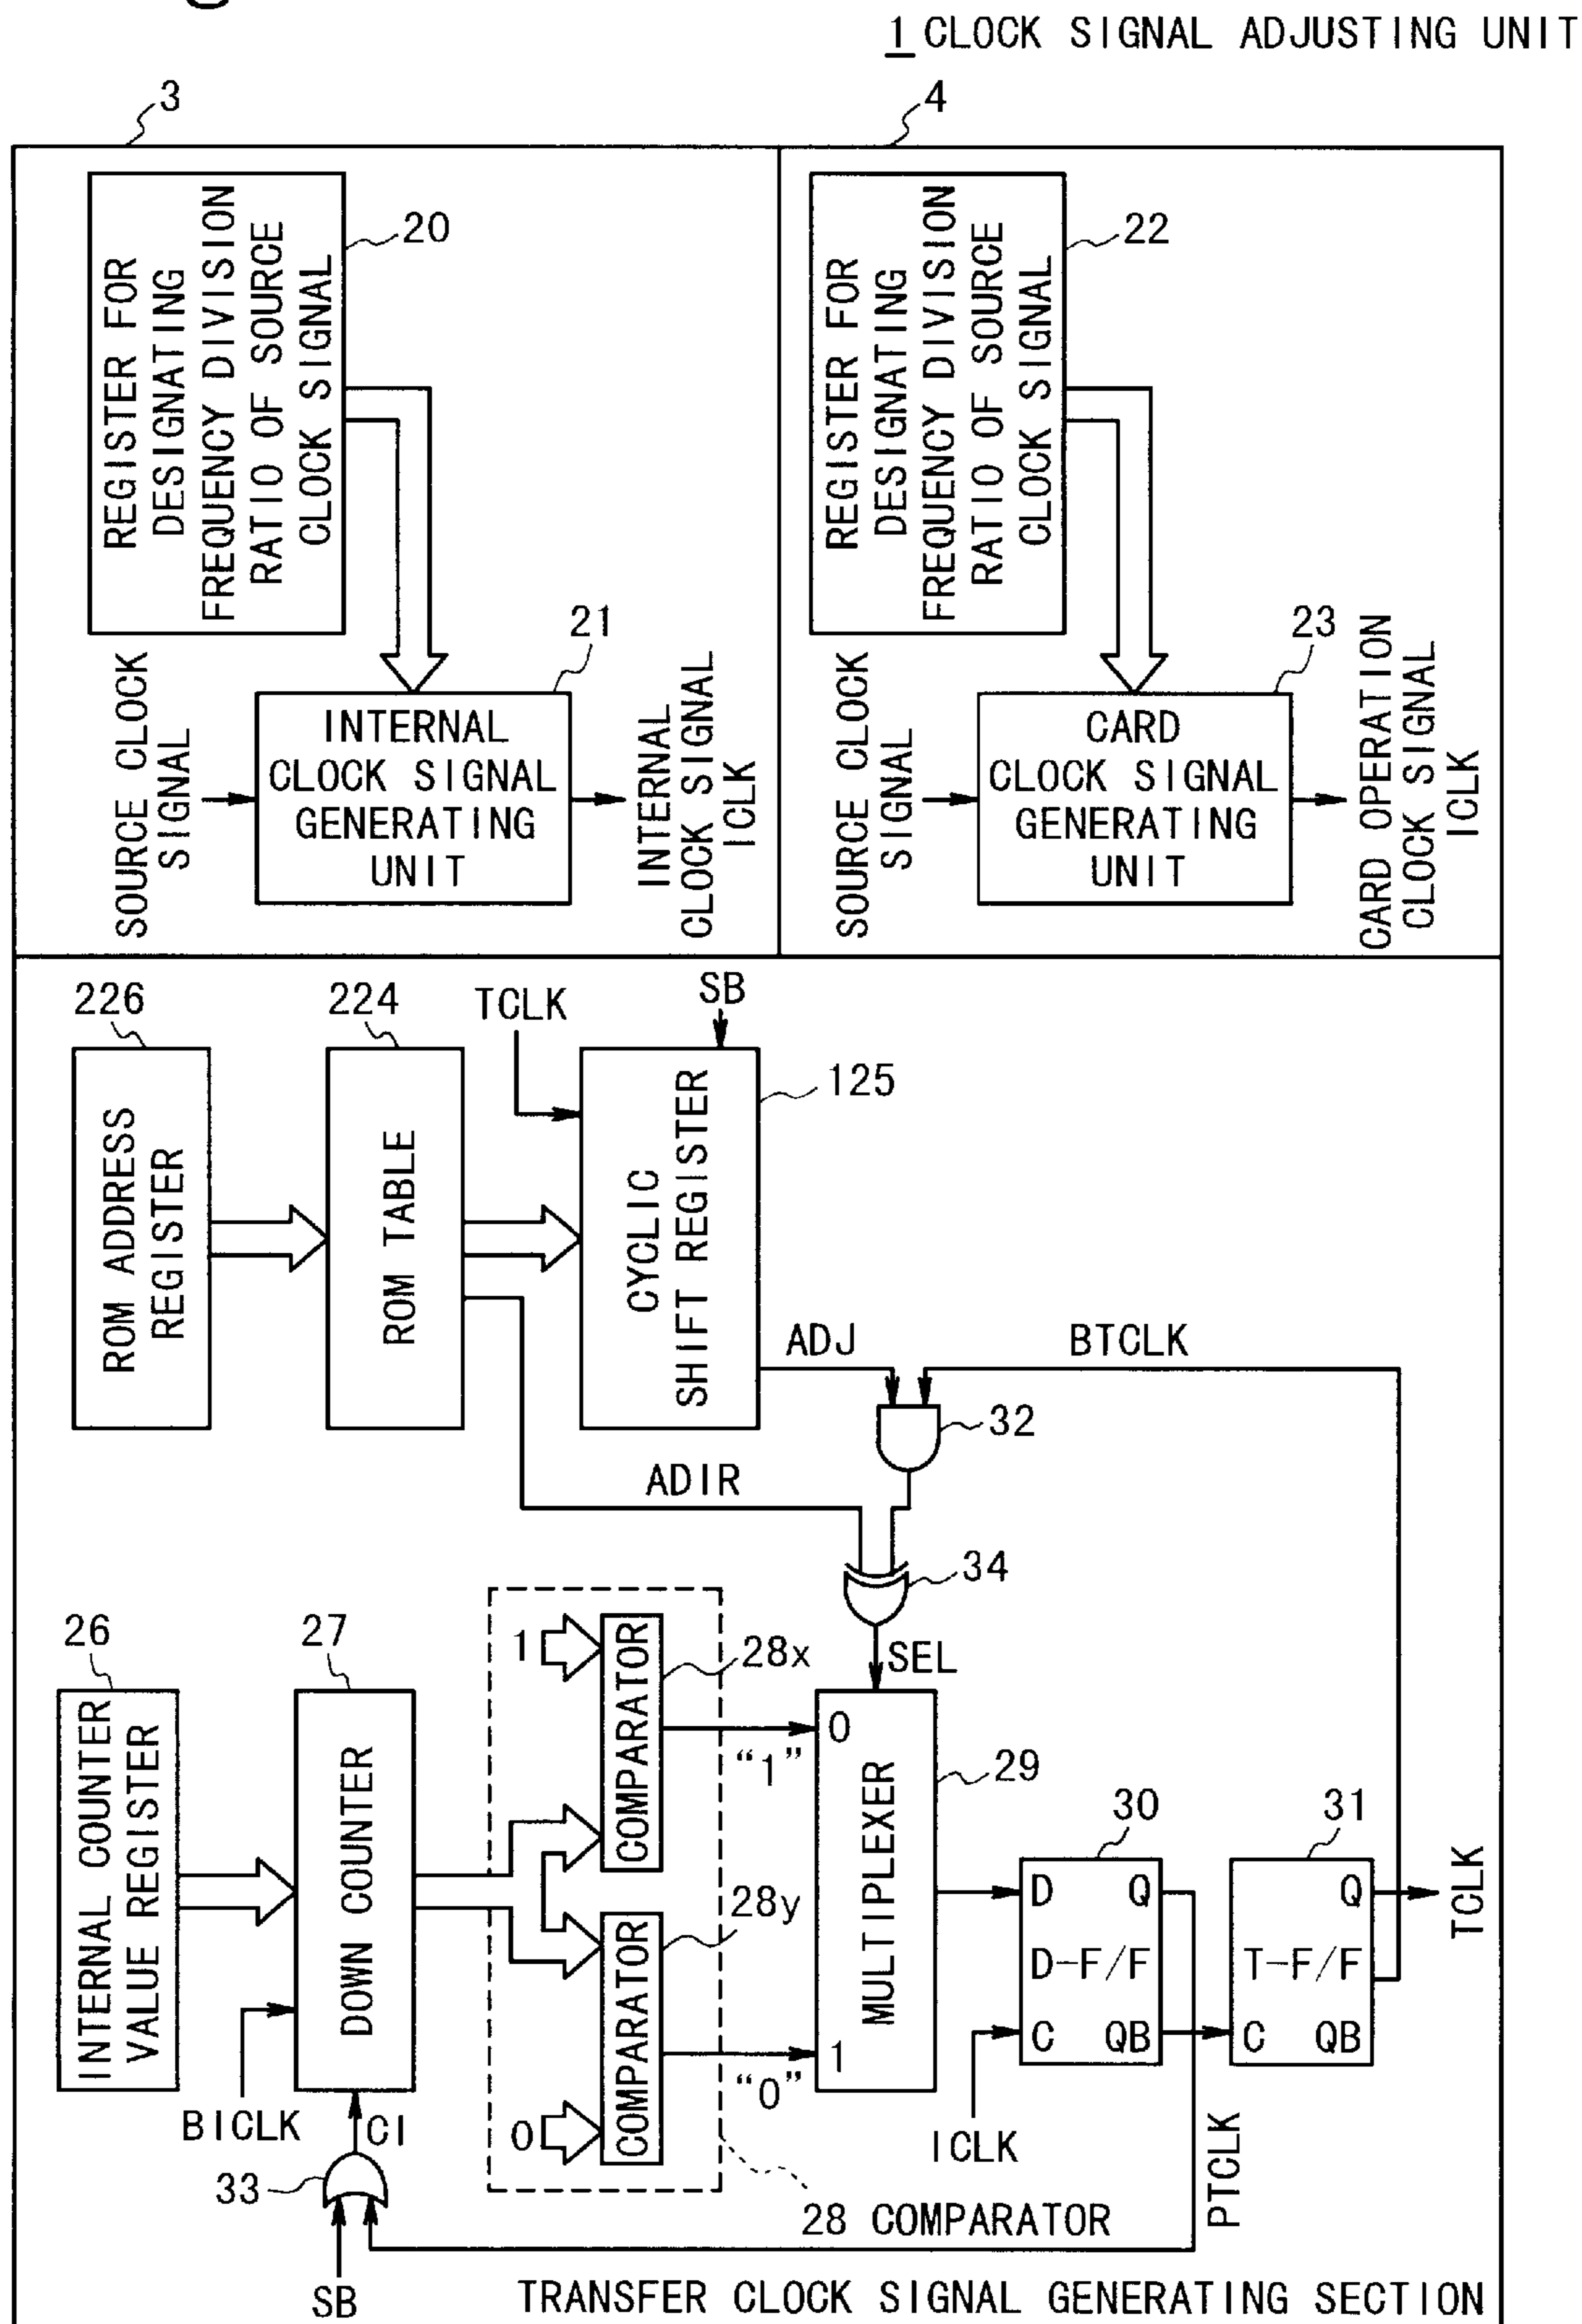 1 CLOCK SIGNAL ADJUSTING UNIT
3
4
REGISTER FOR
DESIGNATING
FREQUENCY DIVISION
RATIO OF SOURCE
CLOCK SIGNAL
20
REGISTER FOR
DESIGNATING
FREQUENCY DIVISION
RATIO OF SOURCE
CLOCK SIGNAL
22
SOURCE CLOCK
SIGNAL
21
INTERNAL
CLOCK SIGNAL
GENERATING
UNIT
INTERNAL
CLOCK SIGNAL
ICLK
SOURCE CLOCK
SIGNAL
23
CARD
CLOCK SIGNAL
GENERATING
UNIT
CARD OPERATION
CLOCK SIGNAL
ICLK
226
ROM ADDRESS
REGISTER
224
ROM TABLE
TCLK
SB
125
CYCLIC
SHIFT REGISTER
ADJ
BTCLK
32
ADIR
34
SEL
26
INTERNAL COUNTER
VALUE REGISTER
27
DOWN COUNTER
BICLK
CI
33
SB
1
COMPARATOR
28x
"1"
28y
COMPARATOR
0
"0"
28 COMPARATOR
0
MULTIPLEXER
1
29
30
D Q
D-F/F
C QB
ICLK
PTCLK
31
Q
T-F/F
C QB
TCLK
TRANSFER CLOCK SIGNAL GENERATING SECTION